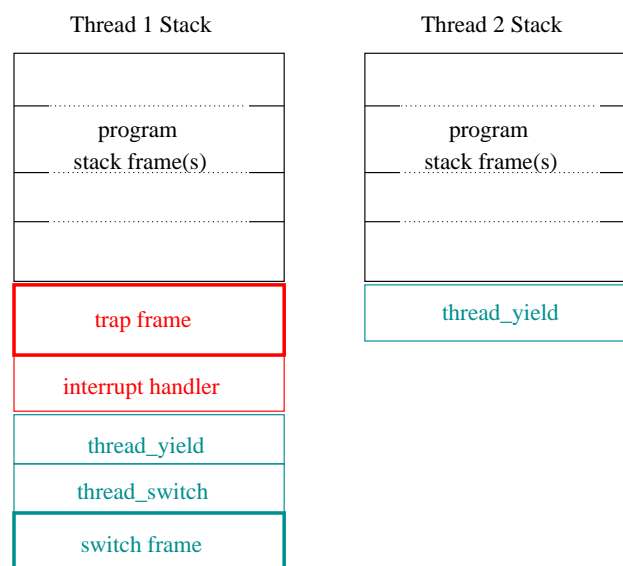 Thread 1 Stack
program
stack frame(s)
trap frame
interrupt handler
thread_yield
thread_switch
switch frame
Thread 2 Stack
program
stack frame(s)
thread_yield